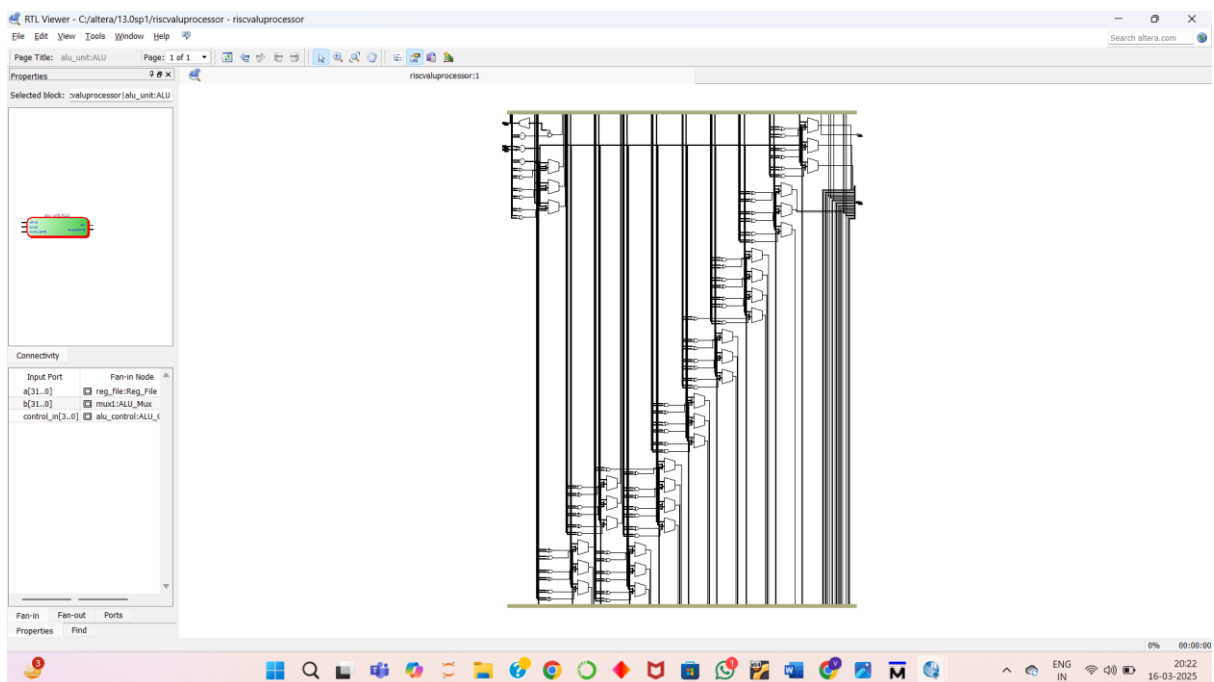 RTL Viewer - C:/altera/13.0sp1/riscvaluprocessor - riscvaluprocessor
File Edit View Tools Window Help
Search altera.com
Page Title: alu_unit:ALU Page: 1 of 1
Properties
riscvaluprocessor:1
Selected block: :valuprocessor|alu_unit:ALU
Connectivity
Input Port Fan-in Node
a[31..0] reg_file:Reg_File
b[31..0] mux1:ALU_Mux
control_in[3..0] alu_control:ALU_C
Fan-in Fan-out Ports
Properties Find
0% 00:00:00
3
ENG
IN
20:22
16-03-2025